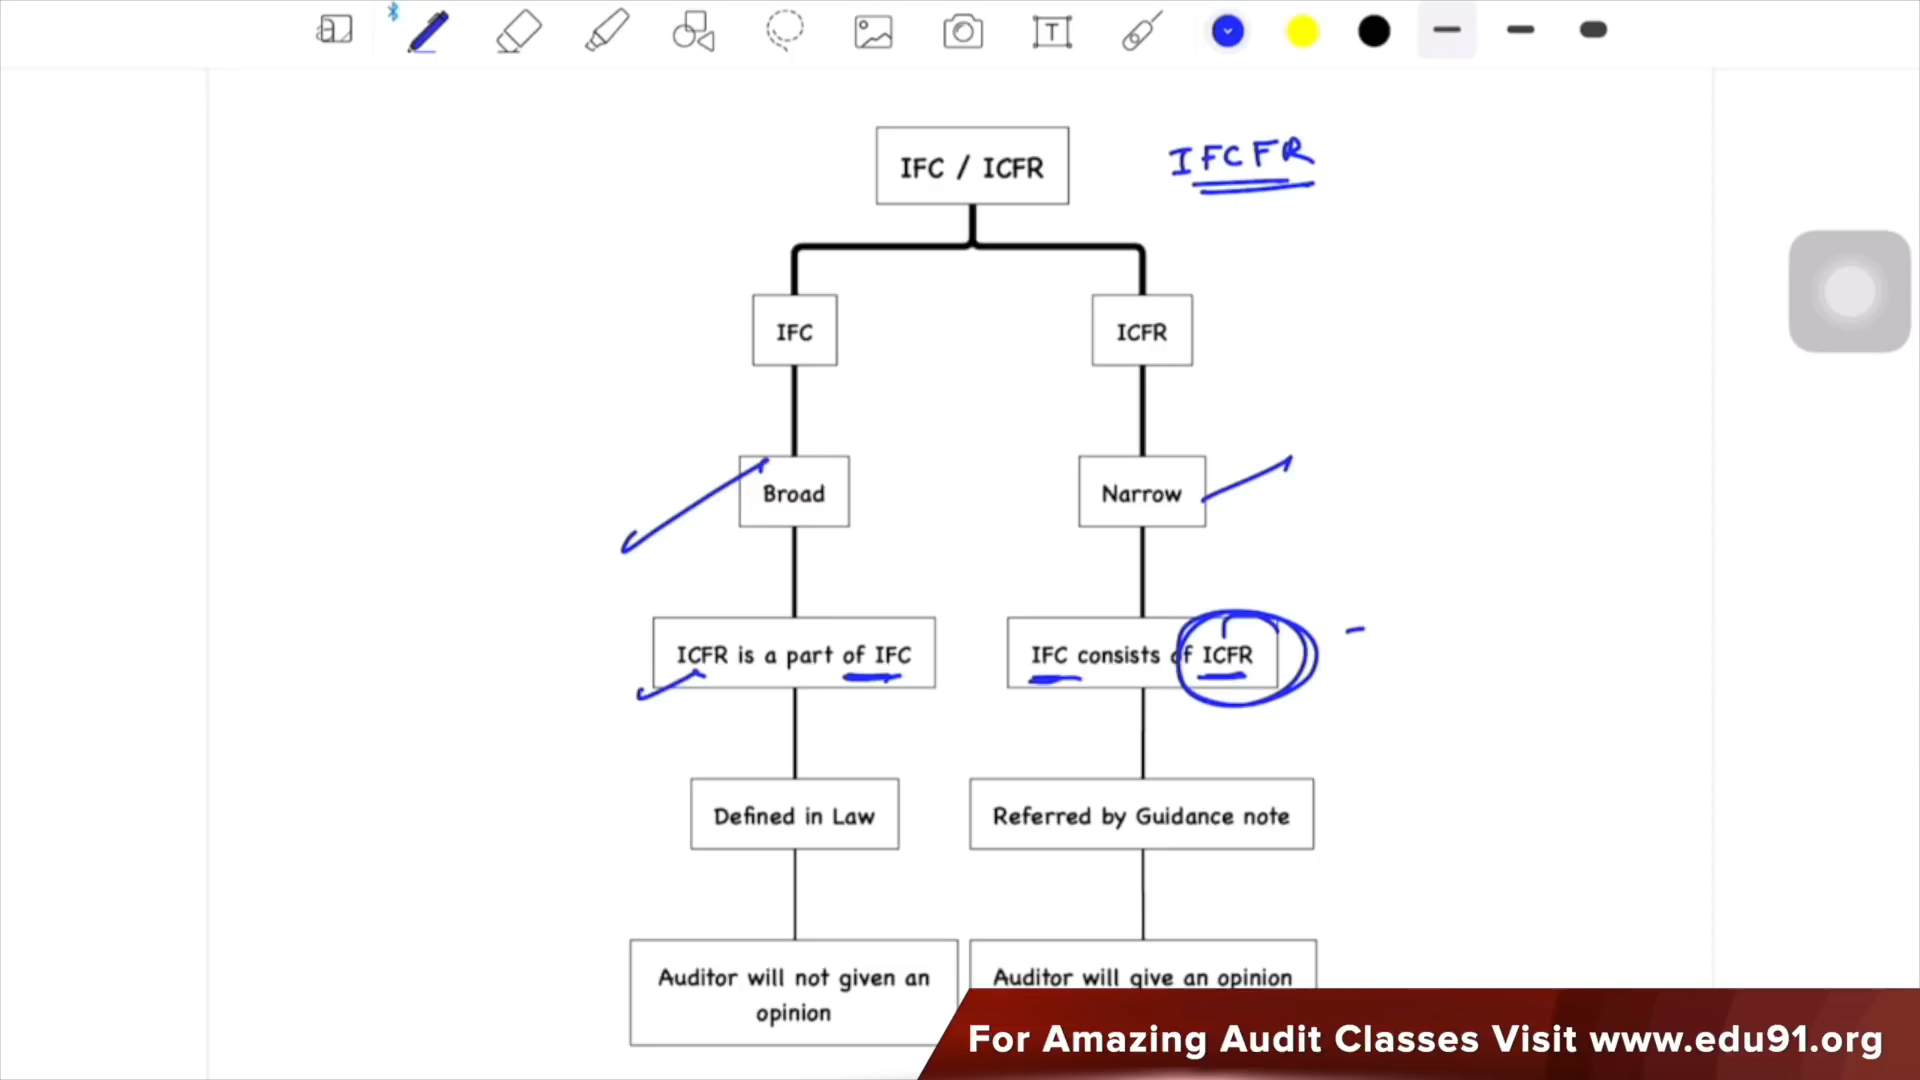 IFC / ICFR
IFCFR
IFC
ICFR
Broad
Narrow
ICFR is a part of IFC
IFC consists of ICFR
Defined in Law
Referred by Guidance note
Auditor will not given an
opinion
Auditor will give an opinion
For Amazing Audit Classes Visit www.edu91.org